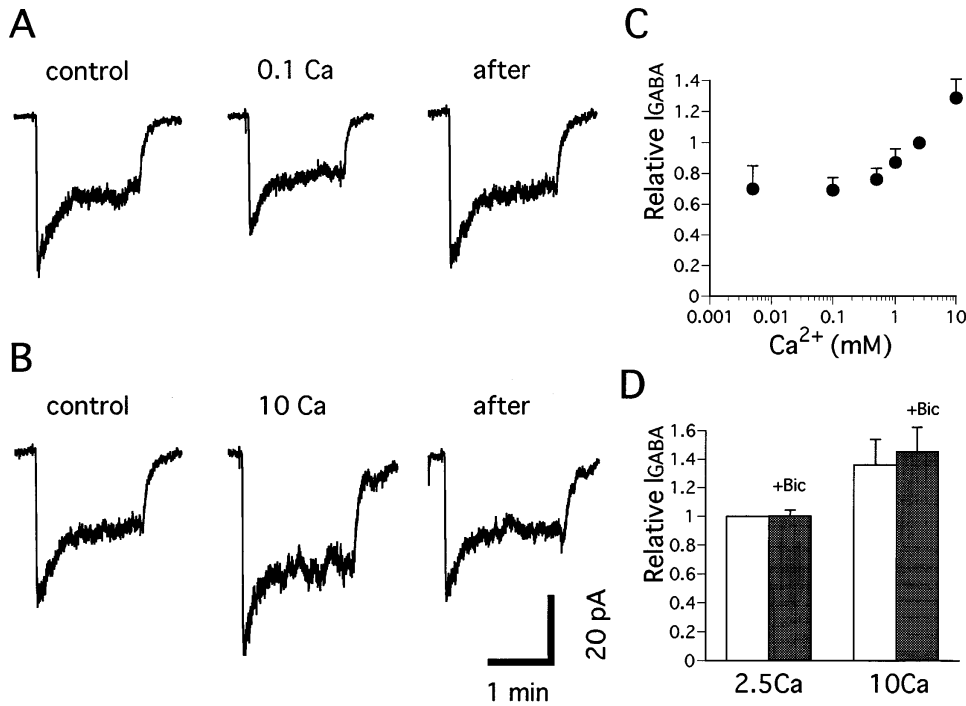 A
control
0.1 Ca
after
B
control
10 Ca
after
20 pA
1 min
C
Relative IGABA
1.4
1.2
1
0.8
0.6
0.4
0.2
0
0.001
0.01
0.1
1
10
Ca2+ (mM)
D
Relative IGABA
1.6
1.4
1.2
1
0.8
0.6
0.4
0.2
0
+Bic
+Bic
2.5Ca
10Ca